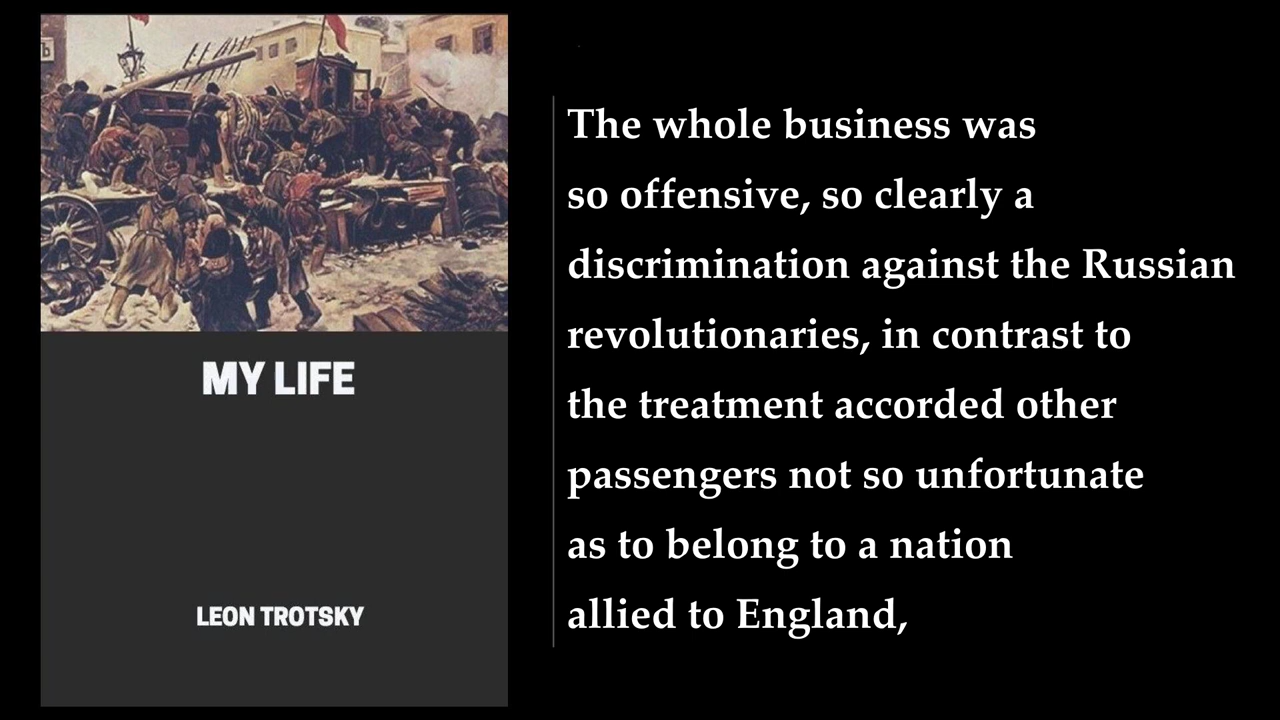 MY LIFE
LEON TROTSKY
The whole business was
so offensive, so clearly a
discrimination against the Russian
revolutionaries, in contrast to
the treatment accorded other
passengers not so unfortunate
as to belong to a nation
allied to England,